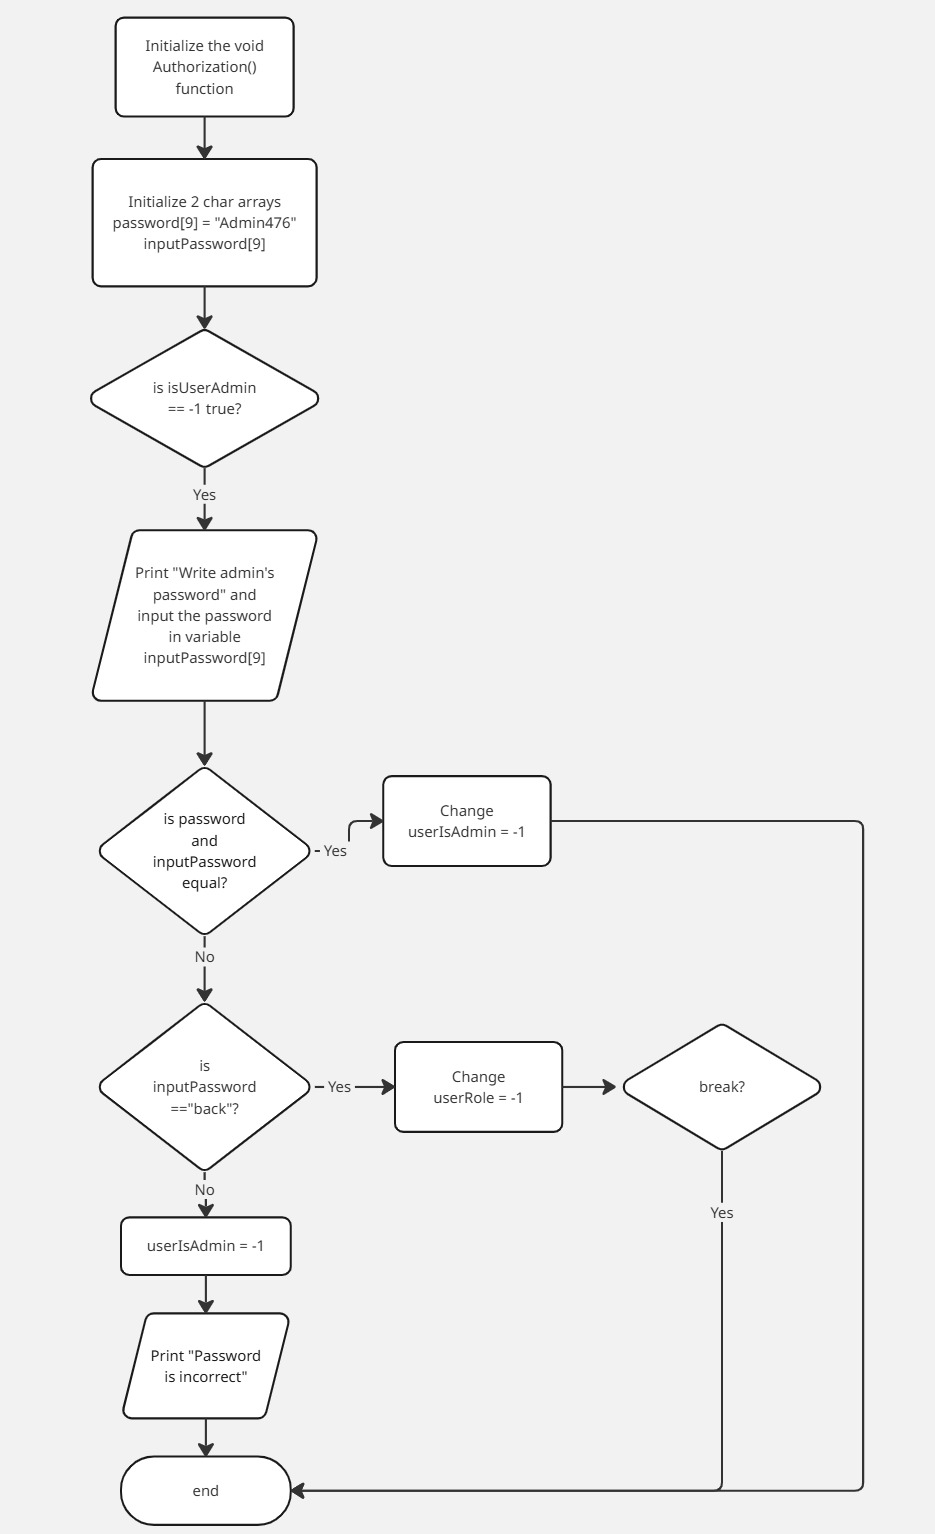 Initialize the void
Authorization()
function
Initialize 2 char arrays
password[9] = "Admin476"
inputPassword[9]
is isUserAdmin
== -1 true?
Yes
Print "Write admin's
password" and
input the password
in variable
inputPassword[9]
is password
and
inputPassword
equal?
Yes
Change
userIsAdmin = -1
No
is
inputPassword
=="back"?
Yes
Change
userRole = -1
break?
No
Yes
userIsAdmin = -1
Print "Password
is incorrect"
end